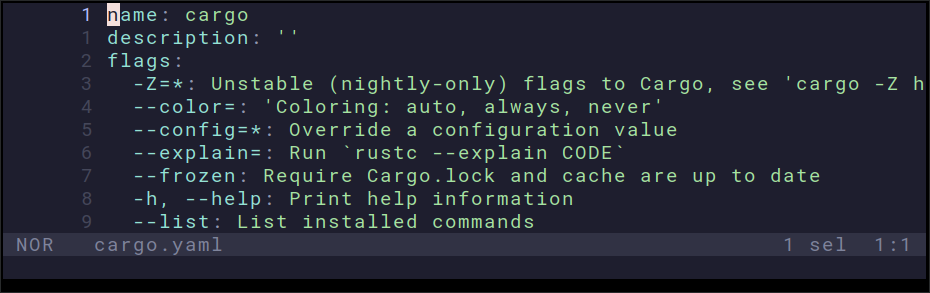 1 name: cargo
1 description: ''
2 flags:
3 -Z=*: Unstable (nightly-only) flags to Cargo, see 'cargo -Z h
4 --color=: 'Coloring: auto, always, never'
5 --config=*: Override a configuration value
6 --explain=: Run `rustc --explain CODE`
7 --frozen: Require Cargo.lock and cache are up to date
8 -h, --help: Print help information
9 --list: List installed commands
NOR cargo.yaml 1 sel 1:1